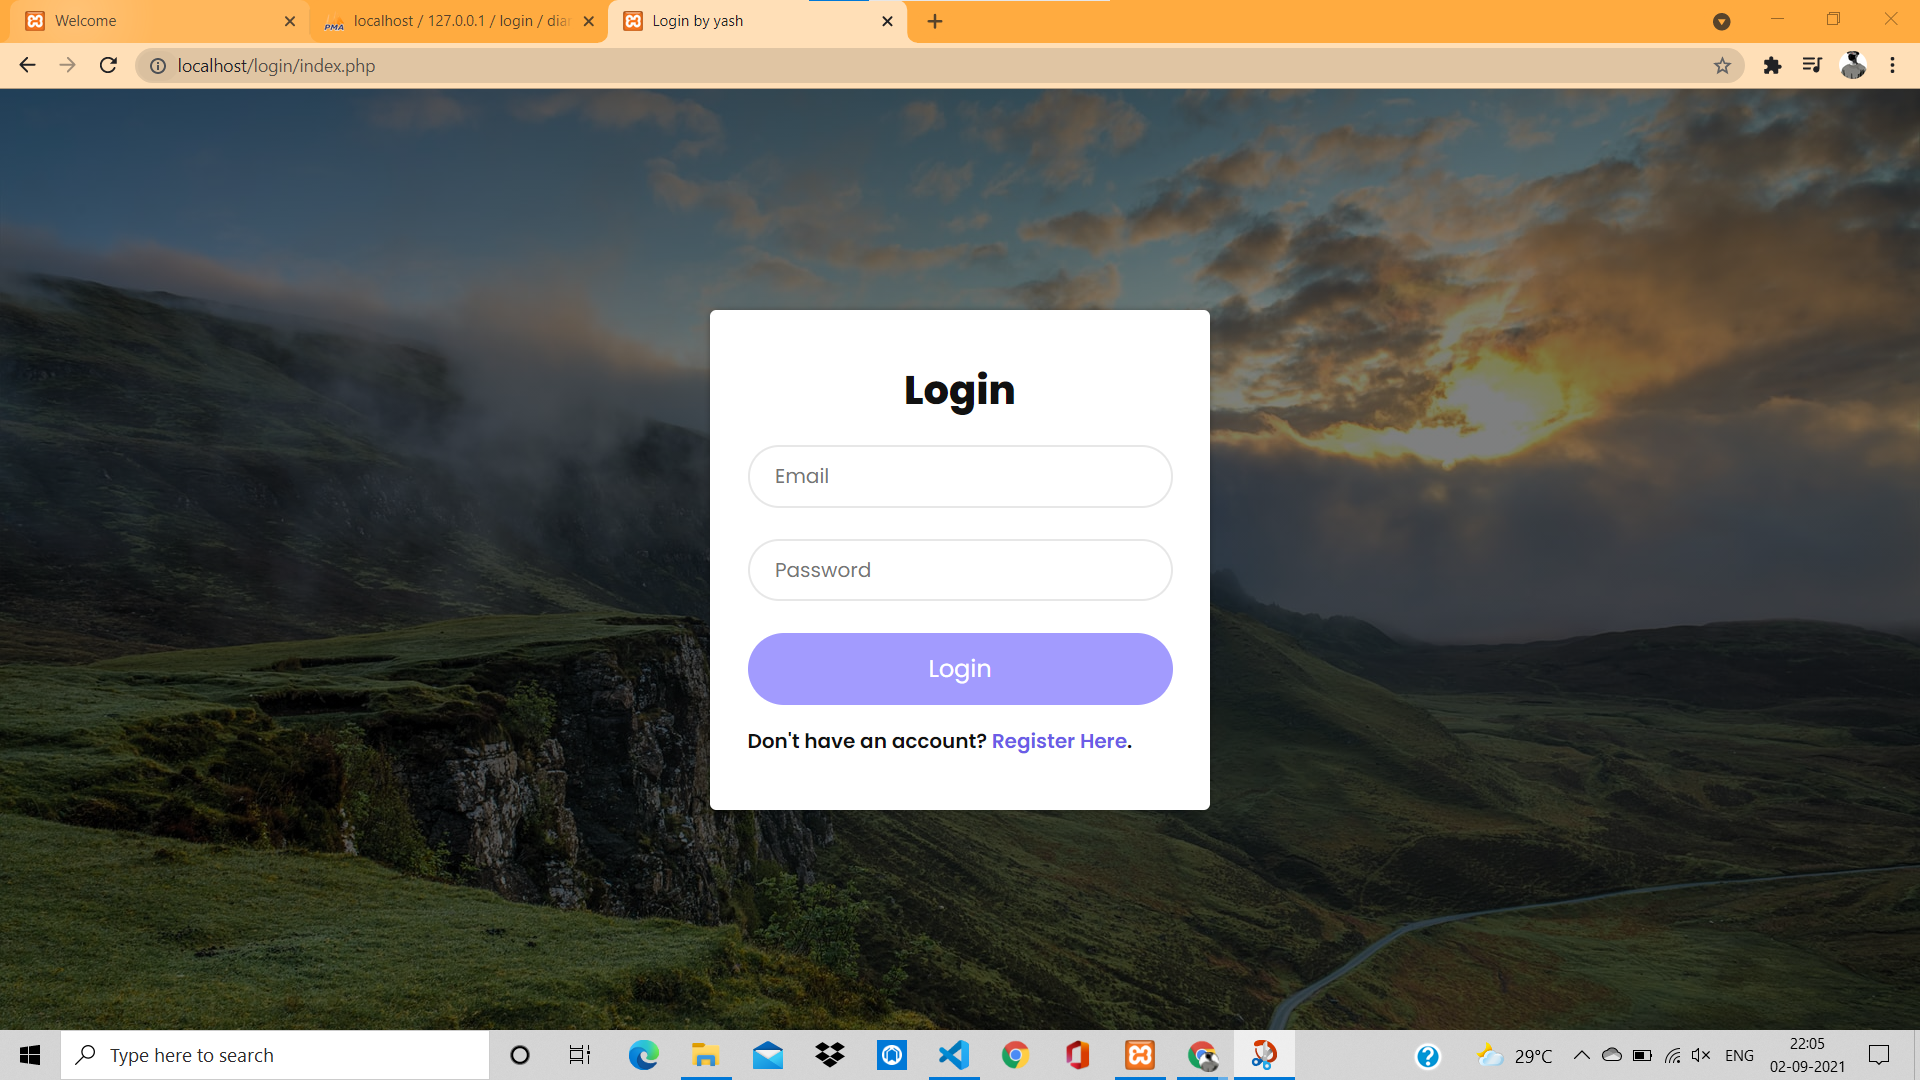 Welcome
localhost / 127.0.0.1 / login / dia
Login by yash
localhost/login/index.php
Login
Email
Password
Login
Don't have an account? Register Here.
Type here to search
29°C
ENG
22:05
02-09-2021